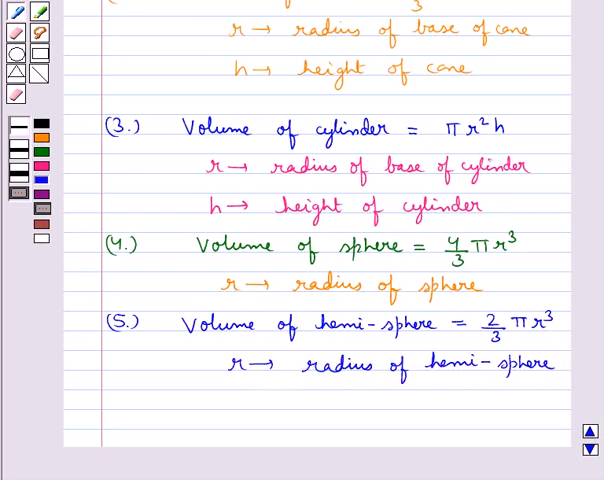 3
r → radius of base of cone
h → height of cone
(3.) Volume of cylinder = πr²h
r → radius of base of cylinder
h → height of cylinder
(4.) Volume of sphere = 4/3 πr³
r → radius of sphere
(5.) Volume of hemi-sphere = 2/3 πr³
r → radius of hemi-sphere